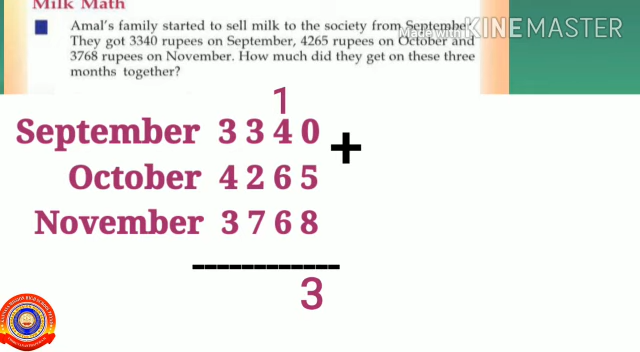 Milk Math
Amal's family started to sell milk to the society from September.
Made with KINEMASTER
They got 3340 rupees on September, 4265 rupees on October and
3768 rupees on November. How much did they get on these three
months together?
1
September 3 3 4 0
+
October 4 2 6 5
November 3 7 6 8
------------
3